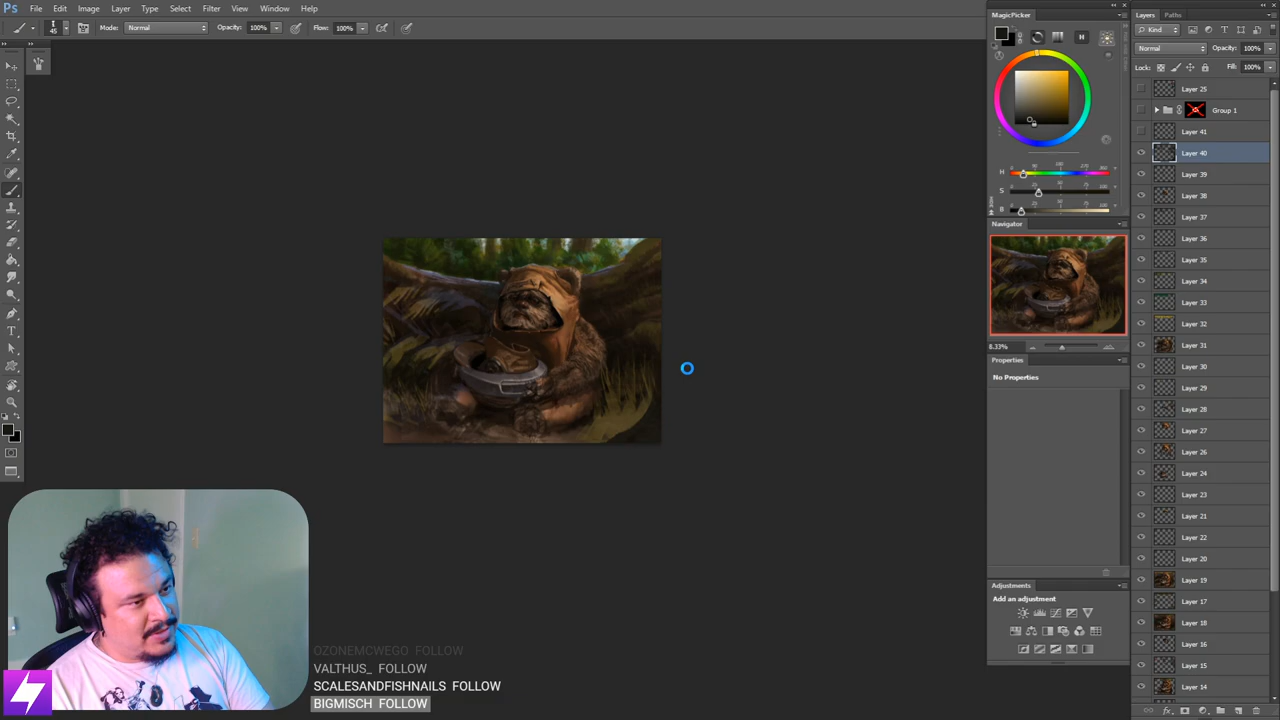 Ps File Edit Image Layer Type Select Filter View Window Help
45 Mode: Normal Opacity: 100% Flow: 100%
MagicPicker
H
H
S
B
Navigator
8.33%
Properties
No Properties
Adjustments
Add an adjustment
Layers Paths
Kind
Normal Opacity: 100%
Lock: Fill: 100%
Layer 25
Group 1
Layer 41
Layer 40
Layer 39
Layer 38
Layer 37
Layer 36
Layer 35
Layer 34
Layer 33
Layer 32
Layer 31
Layer 30
Layer 29
Layer 28
Layer 27
Layer 26
Layer 24
Layer 23
Layer 21
Layer 22
Layer 20
Layer 19
Layer 17
Layer 18
Layer 16
Layer 15
Layer 14
OZONEMCWEGO FOLLOW
VALTHUS_ FOLLOW
SCALESANDFISHNAILS FOLLOW
BIGMISCH FOLLOW